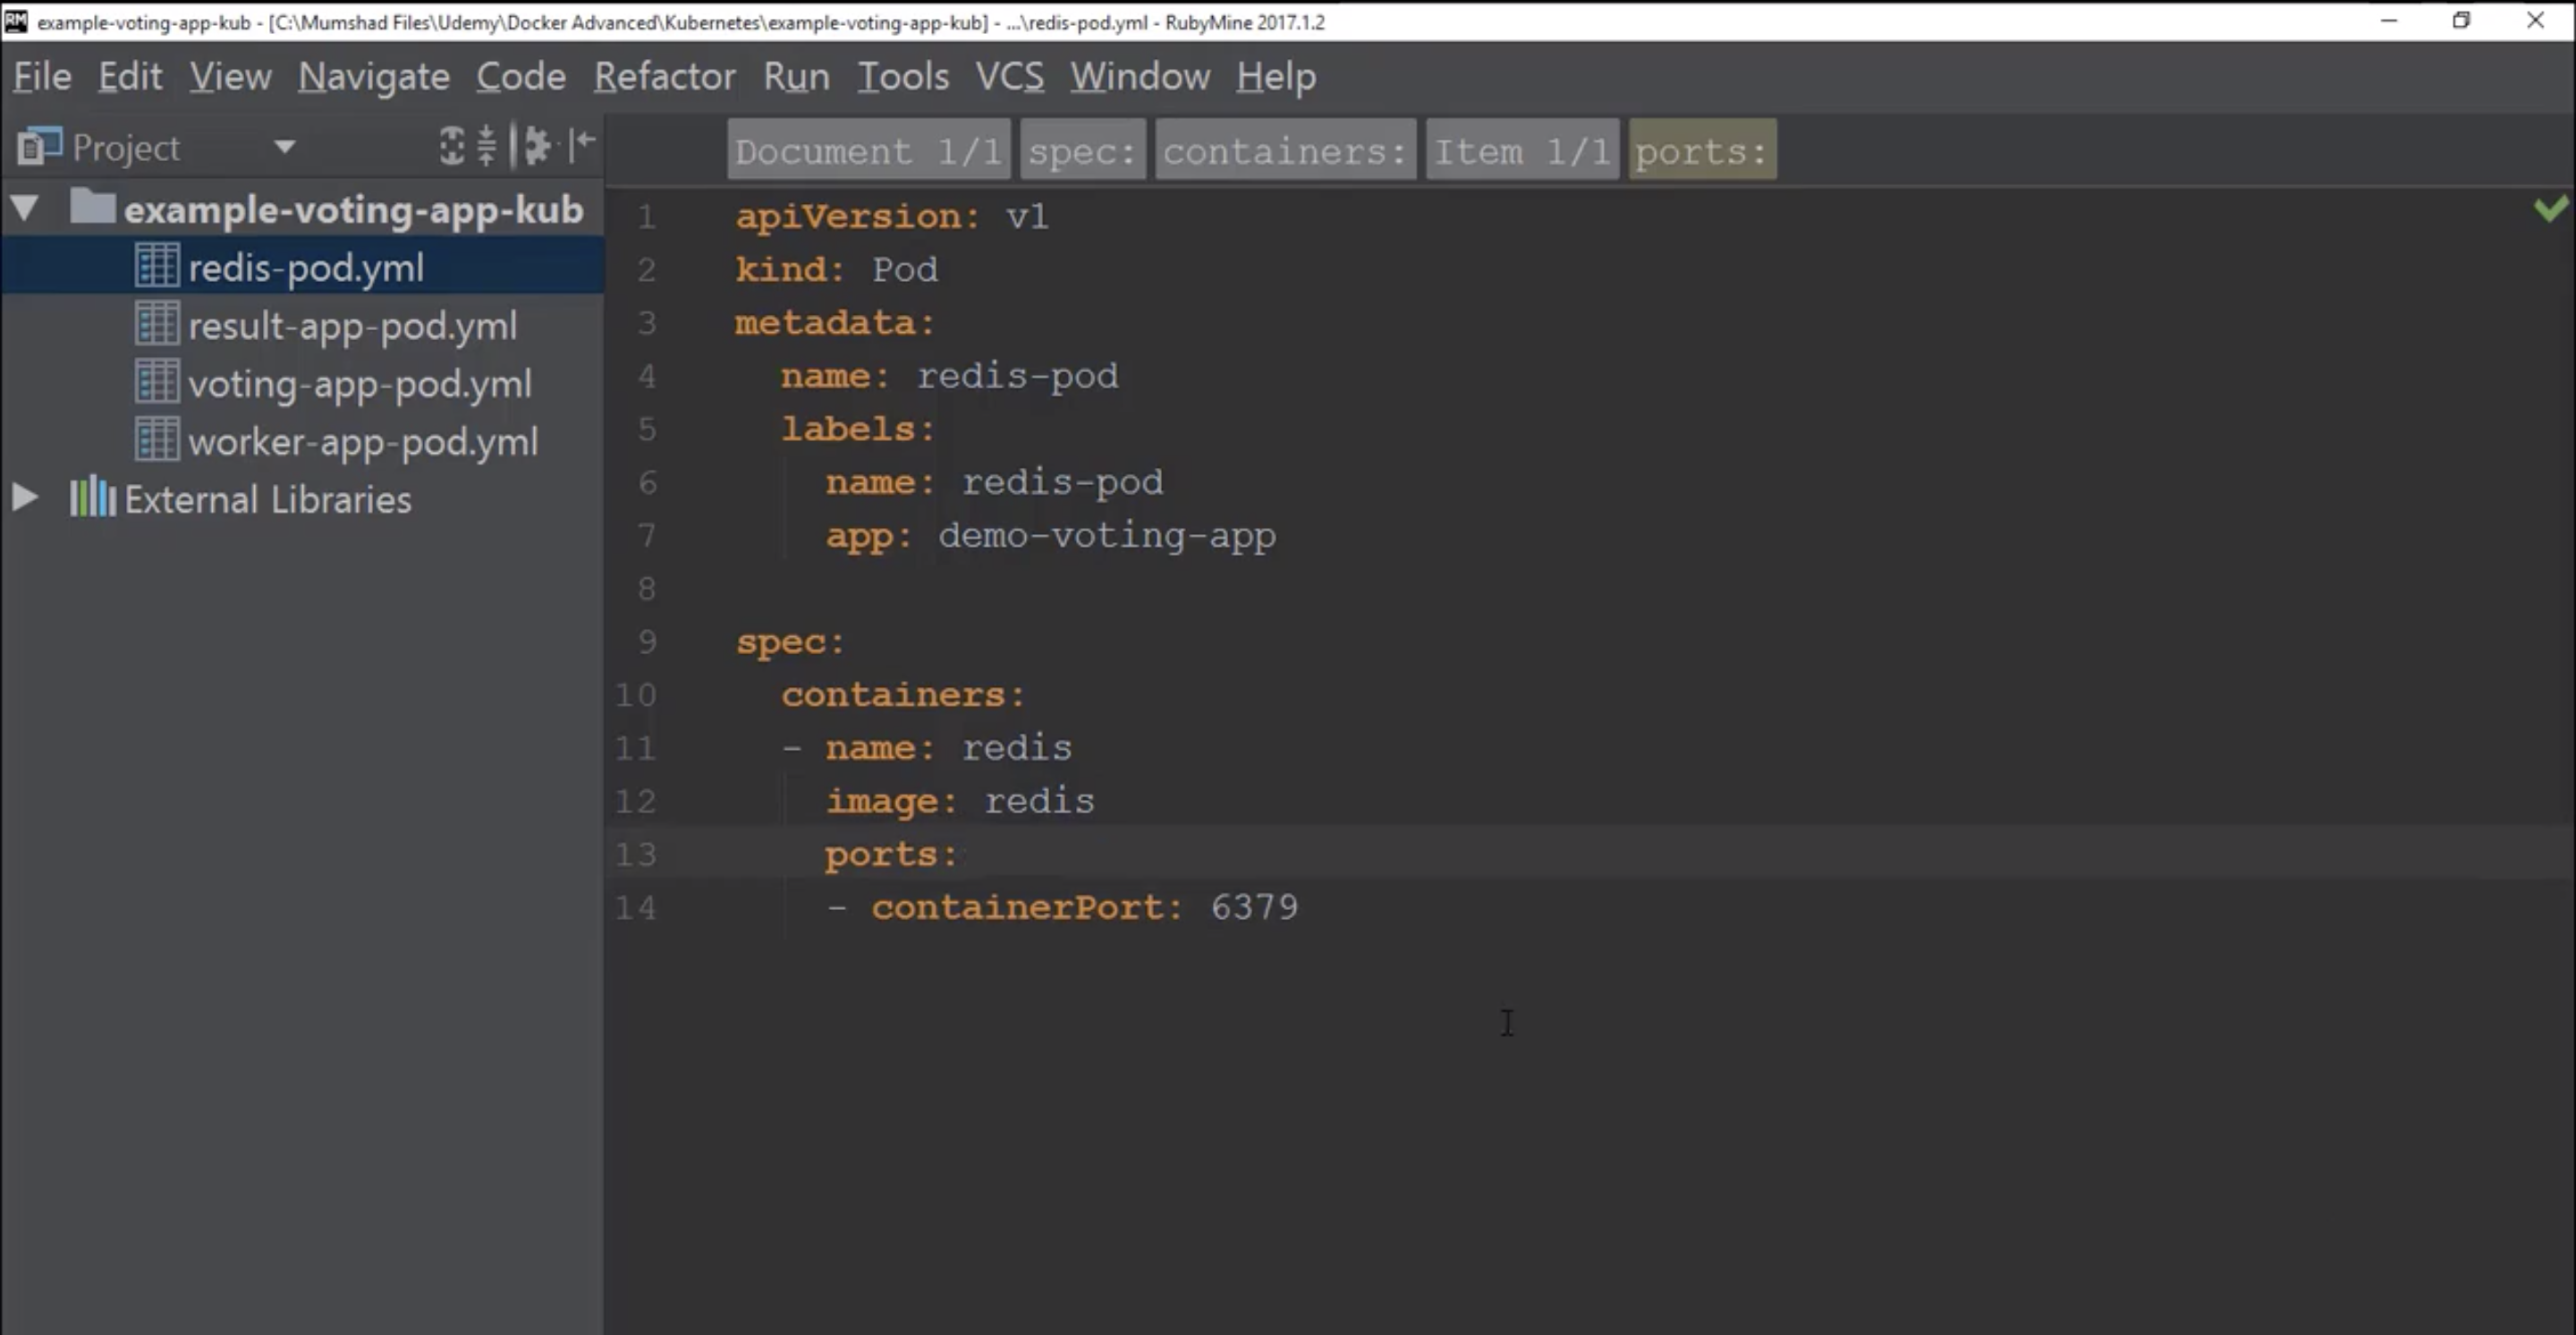 example-voting-app-kub - [C:\Mumshad Files\Udemy\Docker Advanced\Kubernetes\example-voting-app-kub] - ...\redis-pod.yml - RubyMine 2017.1.2
File Edit View Navigate Code Refactor Run Tools VCS Window Help
Project
example-voting-app-kub
redis-pod.yml
result-app-pod.yml
voting-app-pod.yml
worker-app-pod.yml
External Libraries
Document 1/1 spec: containers: Item 1/1 ports:
1 apiVersion: v1
2 kind: Pod
3 metadata:
4   name: redis-pod
5   labels:
6     name: redis-pod
7     app: demo-voting-app
8
9 spec:
10   containers:
11   - name: redis
12     image: redis
13     ports:
14     - containerPort: 6379